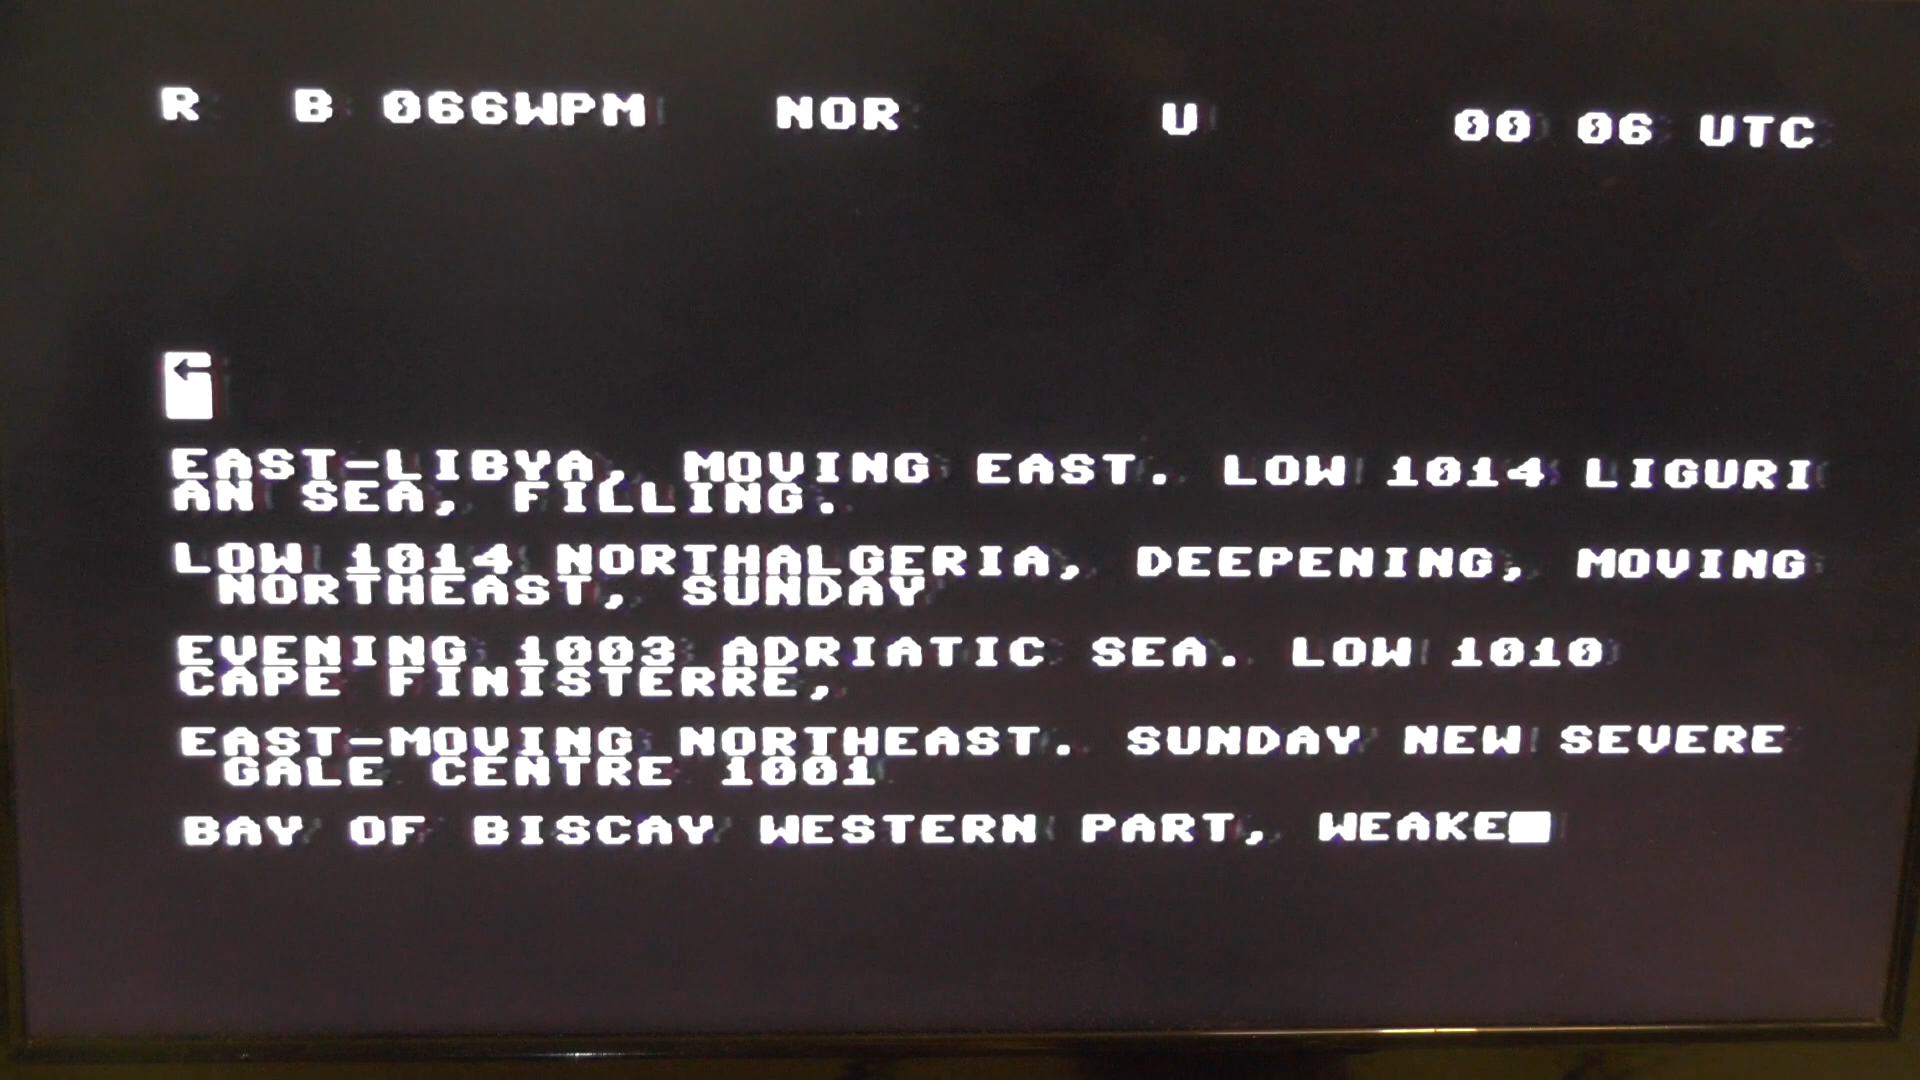 R B 066WPM NOR U 00 06 UTC
←
EAST-LIBYA, MOVING EAST. LOW 1014 LIGURI
AN SEA, FILLING.
LOW 1014 NORTHALGERIA, DEEPENING, MOVING
NORTHEAST, SUNDAY
EVENING 1003 ADRIATIC SEA. LOW 1010
CAPE FINISTERRE,
EAST-MOVING NORTHEAST. SUNDAY NEW SEVERE
GALE CENTRE 1001
BAY OF BISCAY WESTERN PART, WEAKE